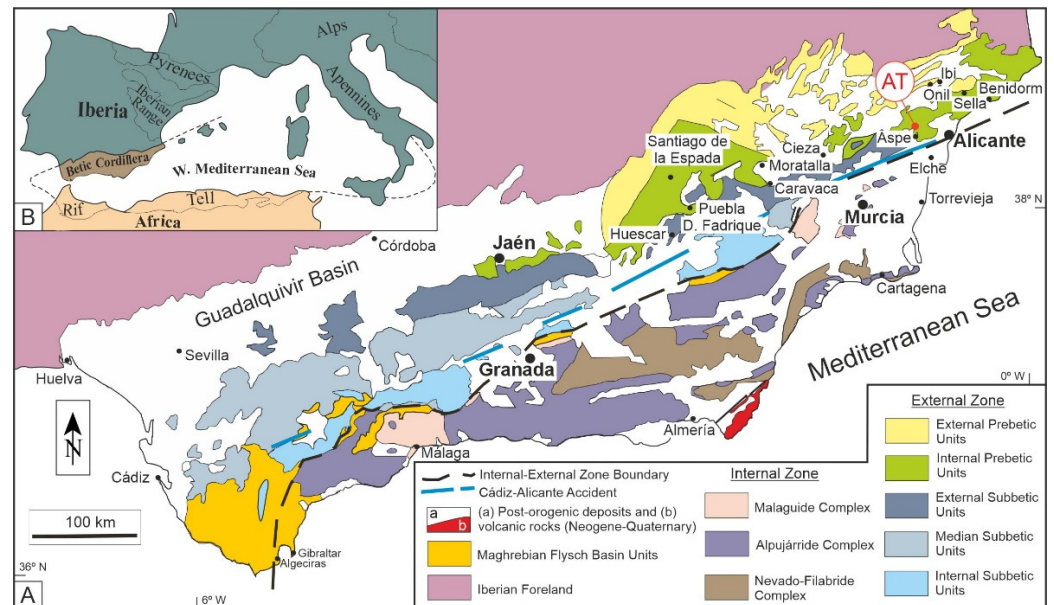 Alps
Pyrenees
Iberian
Range
Apennines
Iberia
Betic Cordillera
W. Mediterranean Sea
Rif
Tell
Africa
B
AT
Ibi
Onil
Benidorm
Sella
Aspe
Alicante
Santiago de
la Espada
Cieza
Moratalla
Elche
Caravaca
Torrevieja
Murcia
38º N
Puebla
D. Fadrique
Huescar
Córdoba
Jaén
Guadalquivir Basin
Cartagena
Sevilla
Huelva
Granada
Mediterranean Sea
0º W
N
Almería
Málaga
Cádiz
100 km
Gibraltar
Algeciras
36º N
6º W
A
Internal-External Zone Boundary
Cádiz-Alicante Accident
a
b
(a) Post-orogenic deposits and (b)
volcanic rocks (Neogene-Quaternary)
Maghrebian Flysch Basin Units
Iberian Foreland
Internal Zone
Malaguide Complex
Alpujárride Complex
Nevado-Filabride
Complex
External Zone
External Prebetic
Units
Internal Prebetic
Units
External Subbetic
Units
Median Subbetic
Units
Internal Subbetic
Units